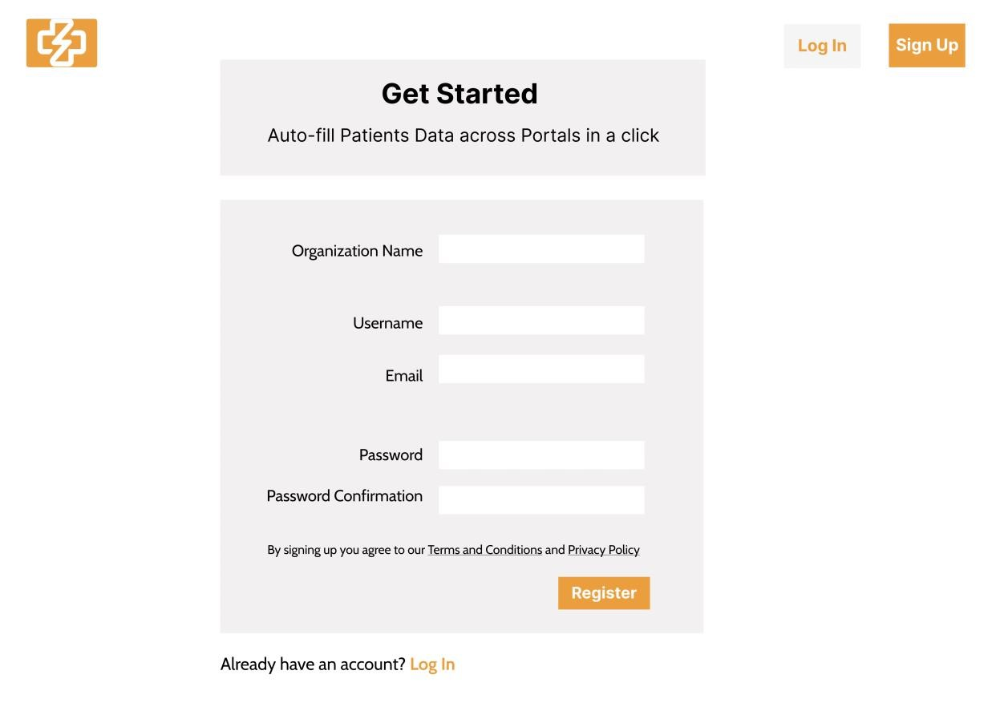 Log In
Sign Up
Get Started
Auto-fill Patients Data across Portals in a click
Organization Name
Username
Email
Password
Password Confirmation
By signing up you agree to our Terms and Conditions and Privacy Policy
Register
Already have an account? Log In